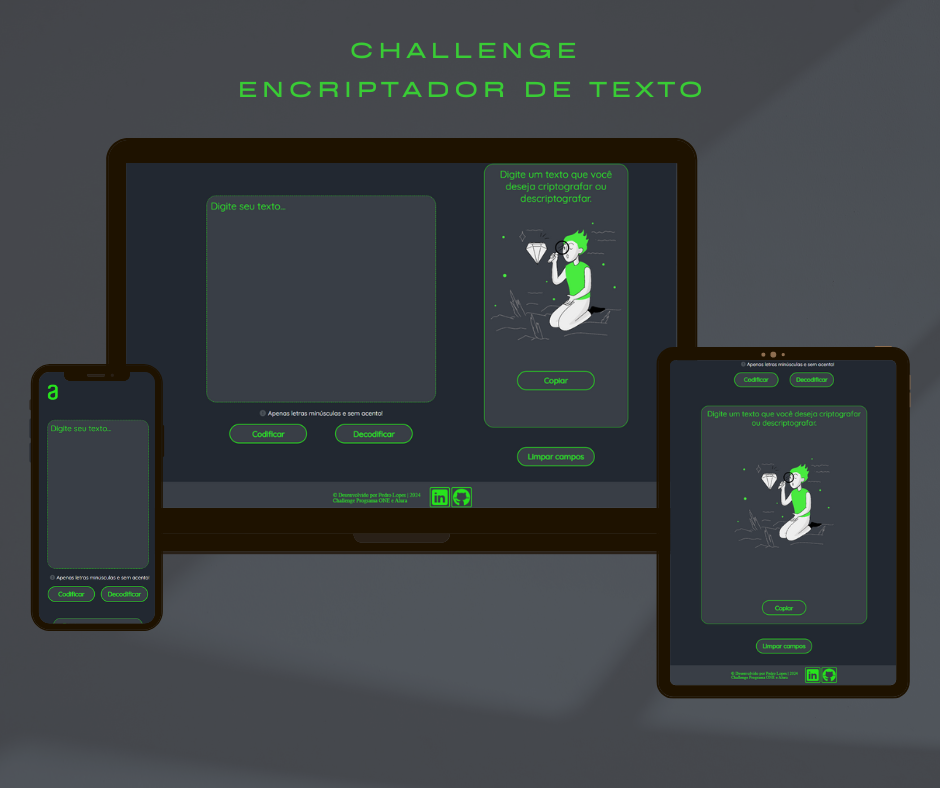 CHALLENGE
ENCRIPTADOR DE TEXTO
Digite seu texto...
Apenas letras minúsculas e sem acento!
Codificar
Decodificar
Digite um texto que você
deseja criptografar ou
descriptografar.
Copiar
Limpar campos
© Desenvolvido por Pedro Lopes | 2024
Challenge Programa ONE e Alura
in
a
Digite seu texto...
Apenas letras minúsculas e sem acento!
Codificar
Decodificar
Apenas letras minúsculas e sem acento!
Codificar
Decodificar
Digite um texto que você deseja criptografar
ou descriptografar.
Copiar
Limpar campos
© Desenvolvido por Pedro Lopes | 2024
Challenge Programa ONE e Alura
in